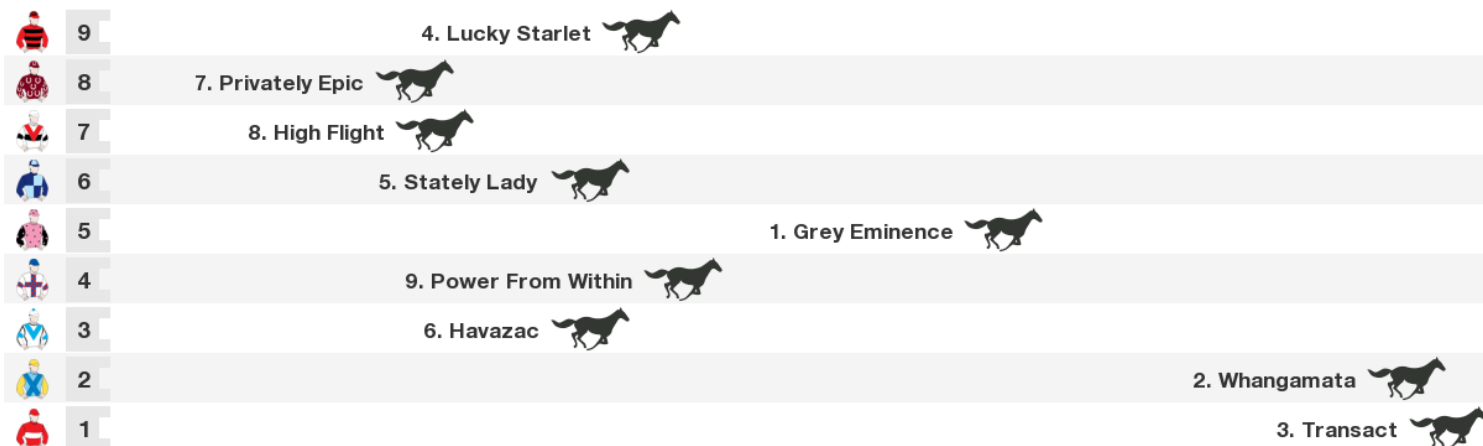 9 4. Lucky Starlet
8 7. Privately Epic
7 8. High Flight
6 5. Stately Lady
5 1. Grey Eminence
4 9. Power From Within
3 6. Havazac
2 2. Whangamata
1 3. Transact